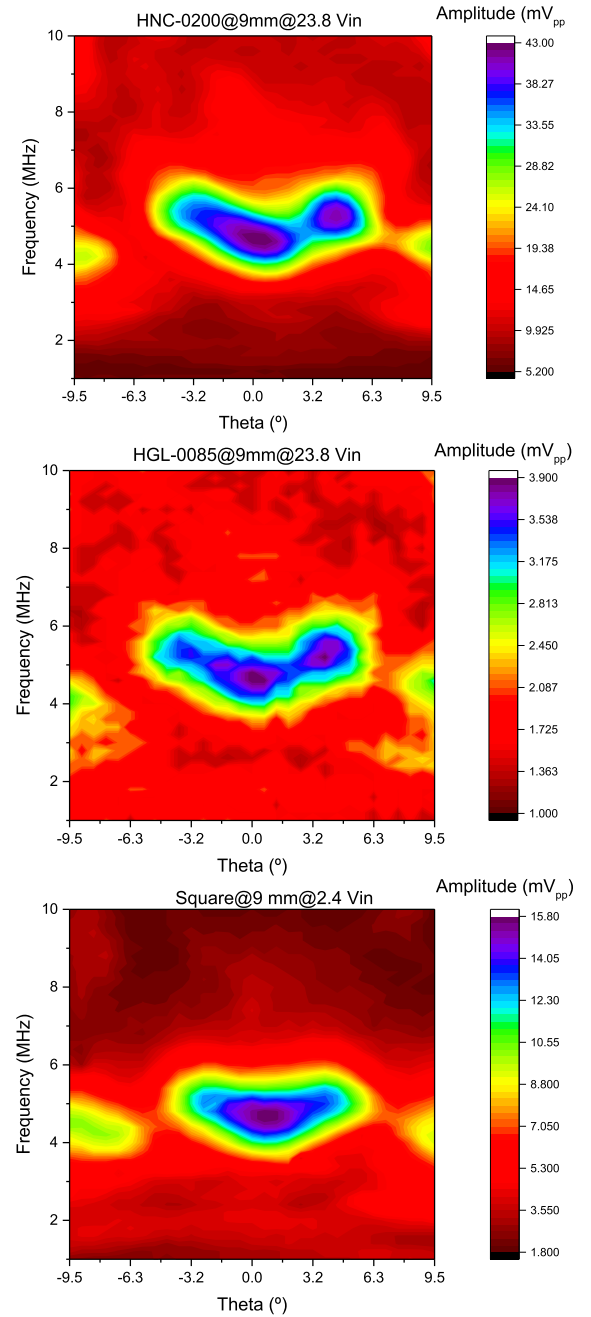 HNC-0200@9mm@23.8 Vin
Amplitude (mVpp
10
8
6
4
2
Frequency (MHz)
-9.5 -6.3 -3.2 0.0 3.2 6.3 9.5
Theta (º)
43.00
38.27
33.55
28.82
24.10
19.38
14.65
9.925
5.200
HGL-0085@9mm@23.8 Vin
Amplitude (mVpp)
10
8
6
4
2
Frequency (MHz)
-9.5 -6.3 -3.2 0.0 3.2 6.3 9.5
Theta (º)
3.900
3.538
3.175
2.813
2.450
2.087
1.725
1.363
1.000
Square@9 mm@2.4 Vin
Amplitude (mVpp)
10
8
6
4
2
Frequency (MHz)
-9.5 -6.3 -3.2 0.0 3.2 6.3 9.5
Theta (º)
15.80
14.05
12.30
10.55
8.800
7.050
5.300
3.550
1.800